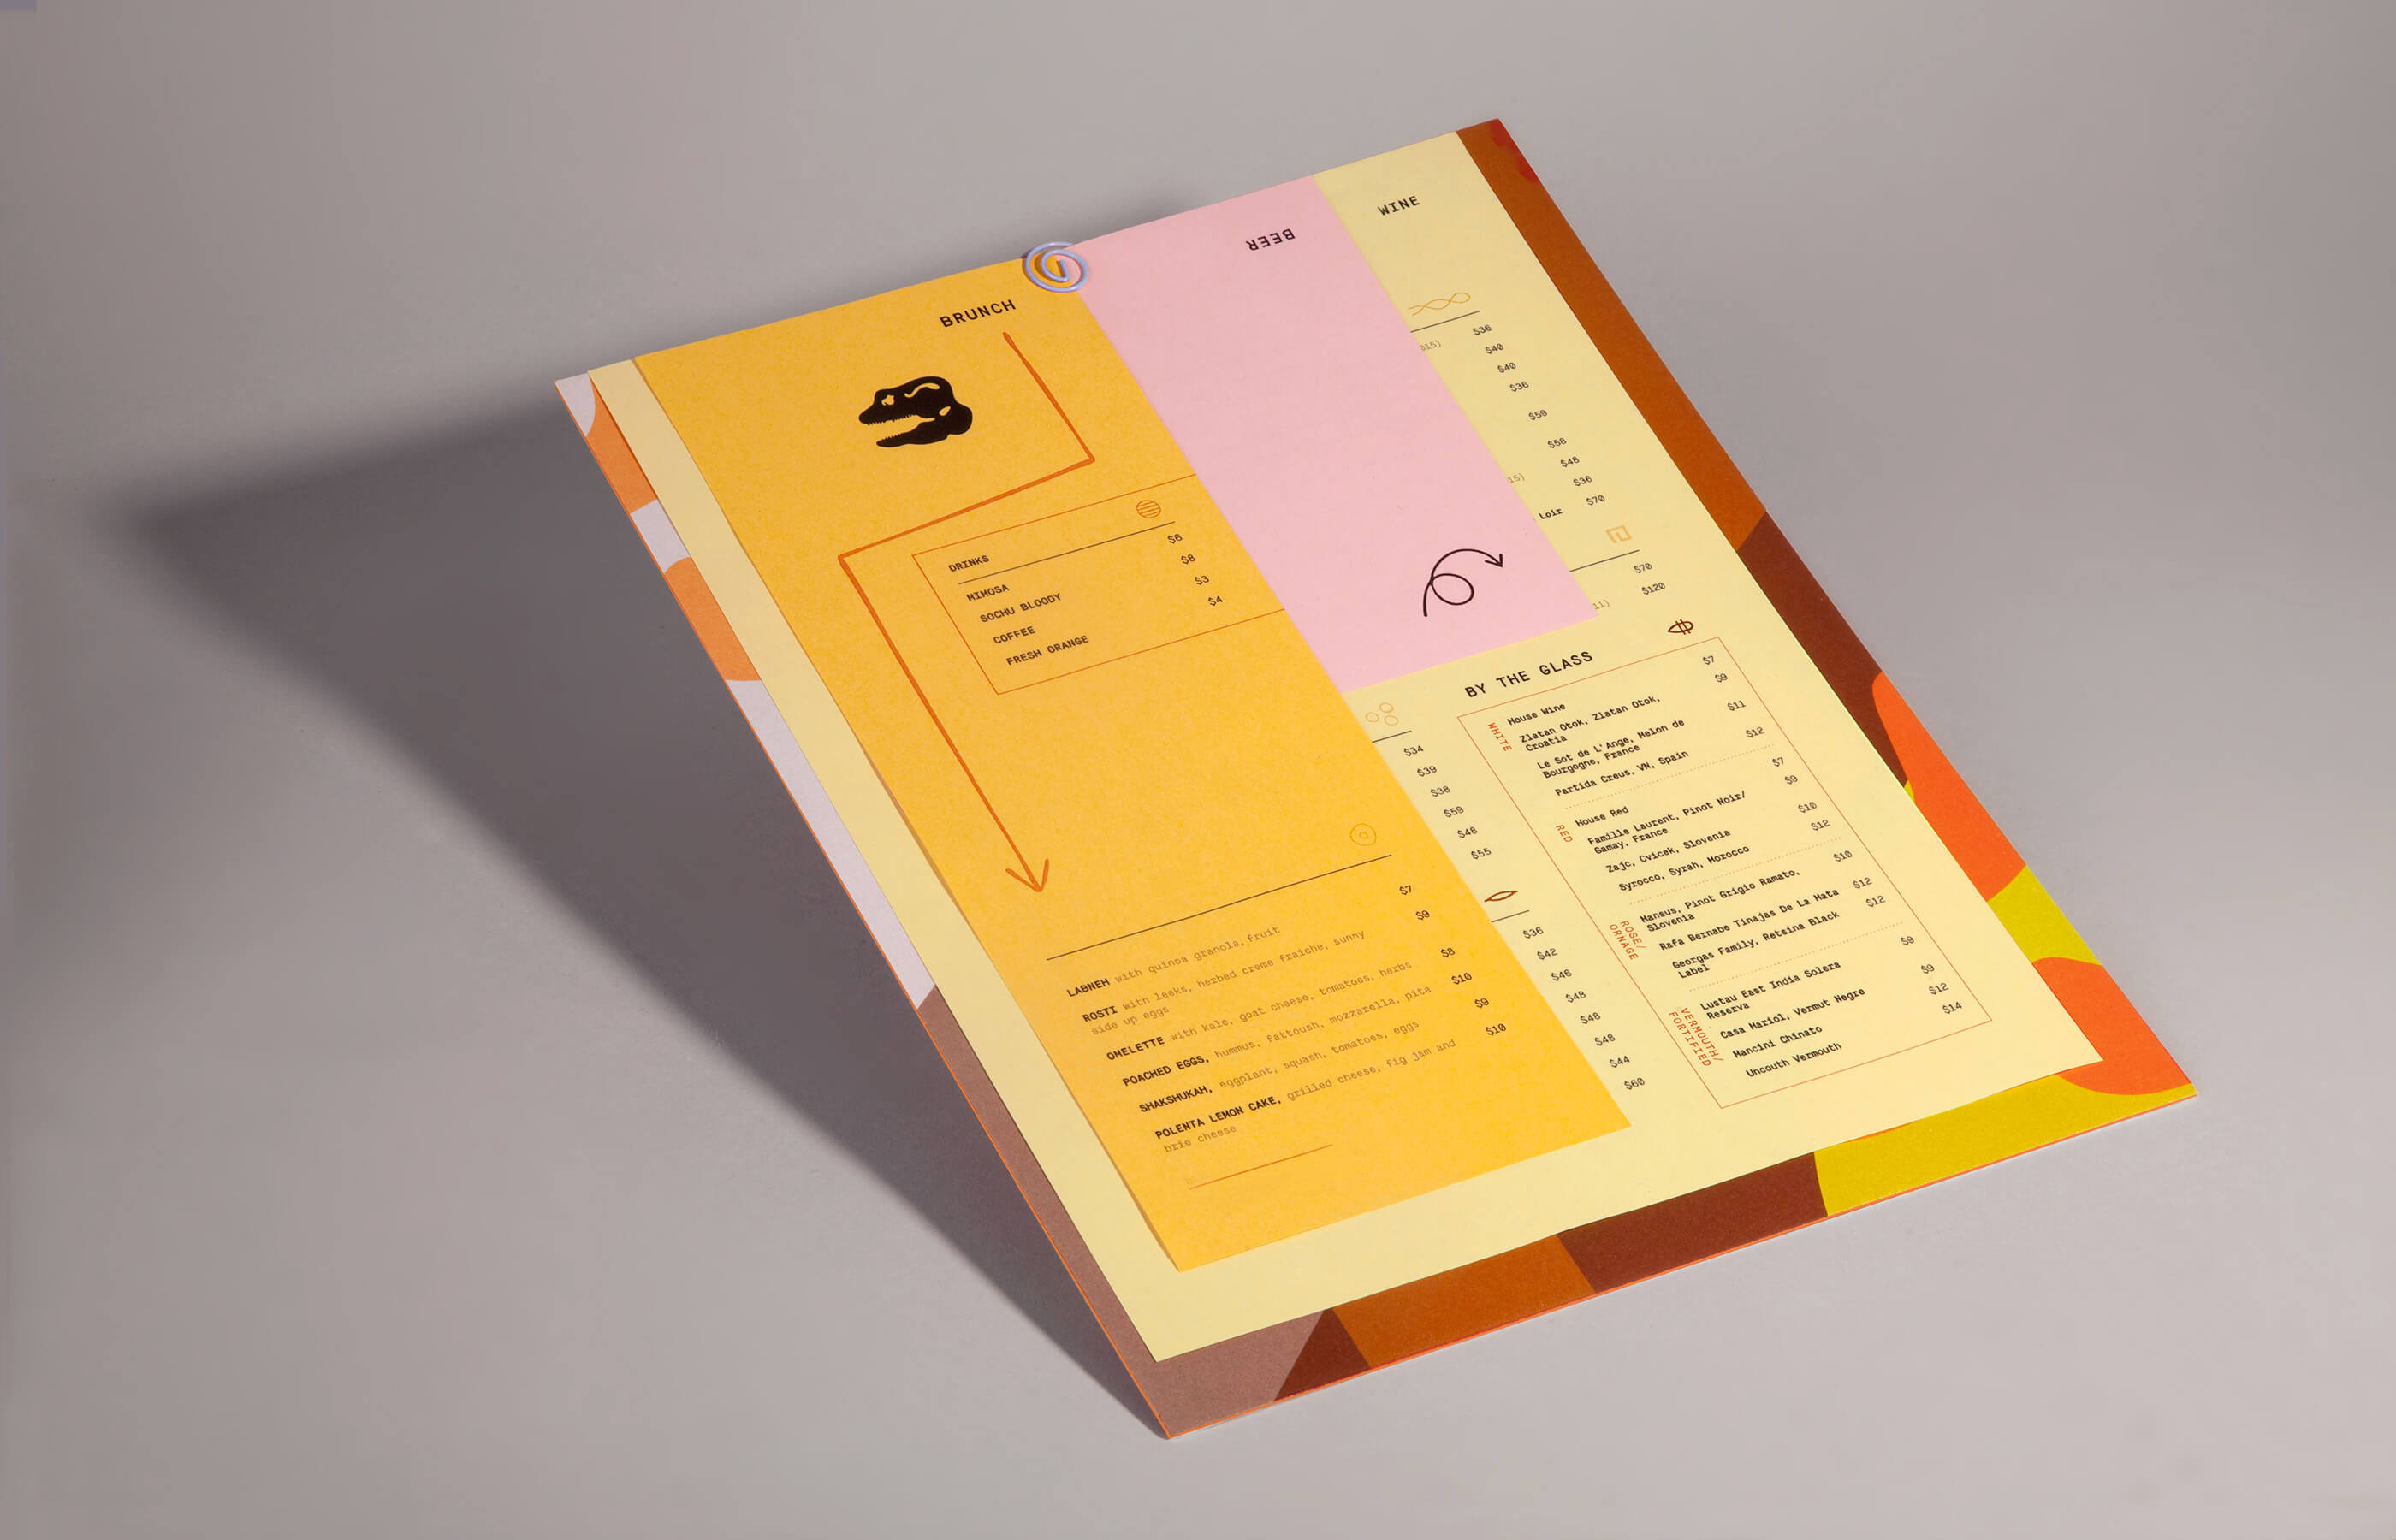 BRUNCH
DRINKS
MIMOSA $6
SOCHU BLOODY $8
COFFEE $3
FRESH ORANGE $4
LABNEH with quinoa granola, fruit $7
ROSTI with leeks, herbed creme fraiche, sunny $9
side up eggs
OMELETTE with kale, goat cheese, tomatoes, herbs $8
POACHED EGGS, hummus, fattoush, mozzarella, pita $10
SHAKSHUKAH, eggplant, squash, tomatoes, eggs $9
POLENTA LEMON CAKE, grilled cheese, fig jam and $10
brie cheese
BEER
WINE
$36
015)
$40
$40
$36
$59
$58
$48
15)
$36
Loir $70
$70
$120
11)
$34
$39
$38
$59
$48
$55
$36
$42
$46
$48
$48
$48
$44
$60
BY THE GLASS
WHITE
House Wine $7
Zlatan Otok, Zlatan Otok, $9
Croatia
Le Sot de L'Ange, Melon de $11
Bourgogne, France
Partida Creus, VN, Spain $12
RED
House Red $7
Famille Laurent, Pinot Noir/ $9
Gamay, France
Zajc, Cvicek, Slovenia $10
Syrocco, Syrah, Morocco $12
ROSE/
ORNAGE
Mansus, Pinot Grigio Ramato, $10
Slovenia
Rafa Bernabe Tinajas De La Mata $12
Georgas Family, Retsina Black $12
Label
VERMOUTH/
FORTIFIED
Lustau East India Solera $9
Reserva
Casa Mariol, Vermut Negre $9
Mancini Chinato $12
Uncouth Vermouth $14